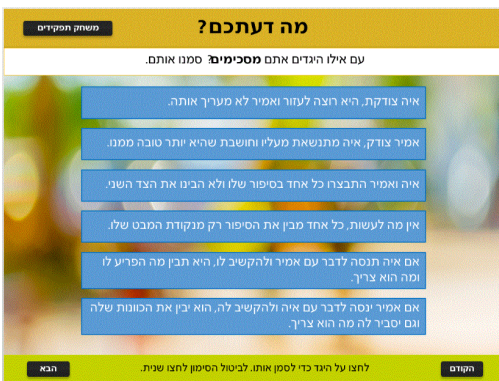 מה דעתכם?
משחק תפקידים
עם אילו היגדים אתם מסכימים? סמנו אותם.
איה צודקת, היא רוצה לעזור ואמיר לא מעריך אותה.
אמיר צודק, איה מתנשאת מעליו וחושבת שהיא יותר טובה ממנו.
איה ואמיר התבצרו כל אחד בסיפור שלו ולא הבינו את הצד השני.
אין מה לעשות, כל אחד מבין את הסיפור רק מנקודת המבט שלו.
אם איה תנסה לדבר עם אמיר ולהקשיב לו, היא תבין מה הפריע לו
ומה הוא צריך.
אם אמיר ינסה לדבר עם איה ולהקשיב לה, הוא יבין את הכוונות שלה
וגם יסביר לה מה הוא צריך.
הקודם
לחצו על היגד כדי לסמן אותו. לביטול הסימון לחצו שנית.
הבא